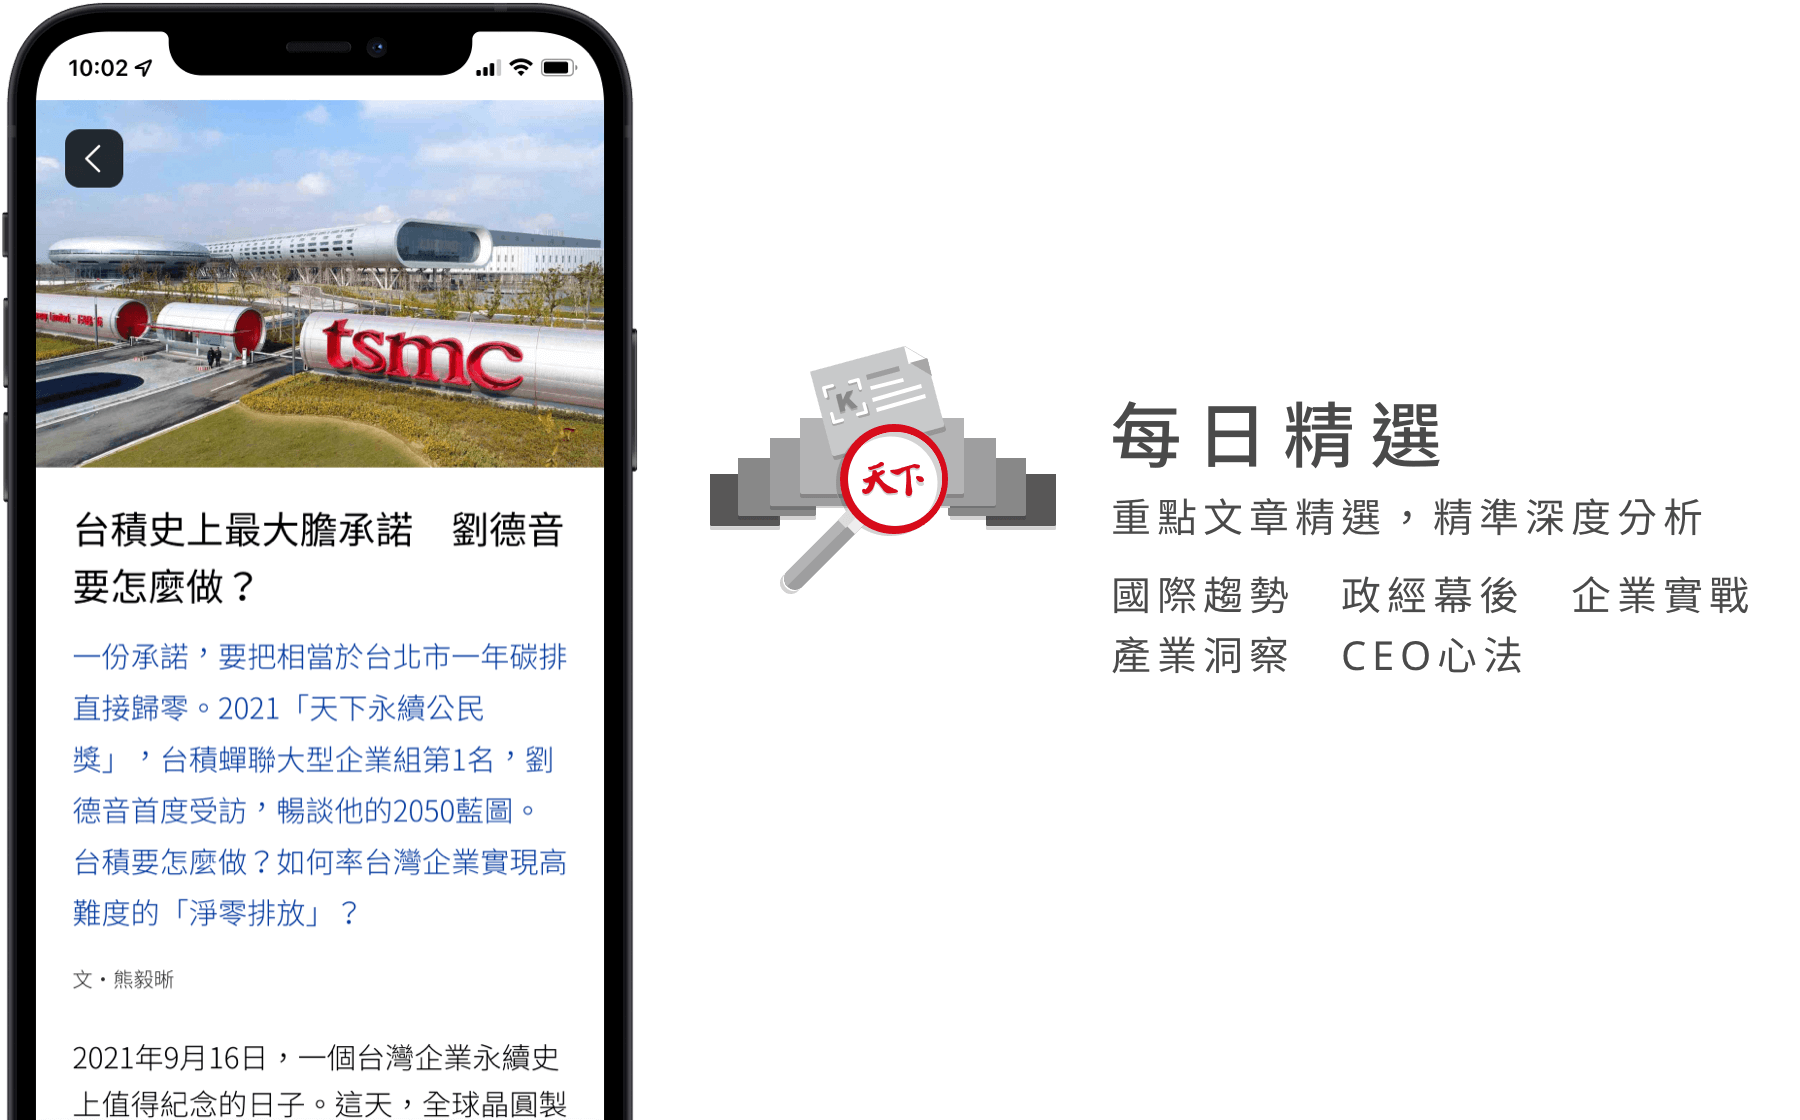 10:02
tsmc
台積史上最大膽承諾　劉德音
要怎麼做？
一份承諾，要把相當於台北市一年碳排
直接歸零。2021「天下永續公民
獎」，台積蟬聯大型企業組第1名，劉
德音首度受訪，暢談他的2050藍圖。
台積要怎麼做？如何率台灣企業實現高
難度的「淨零排放」？
文・熊毅晰
2021年9月16日，一個台灣企業永續史
上值得紀念的日子。這天，全球晶圓製
K
天下
每日精選
重點文章精選，精準深度分析
國際趨勢　政經幕後　企業實戰
產業洞察　CEO心法